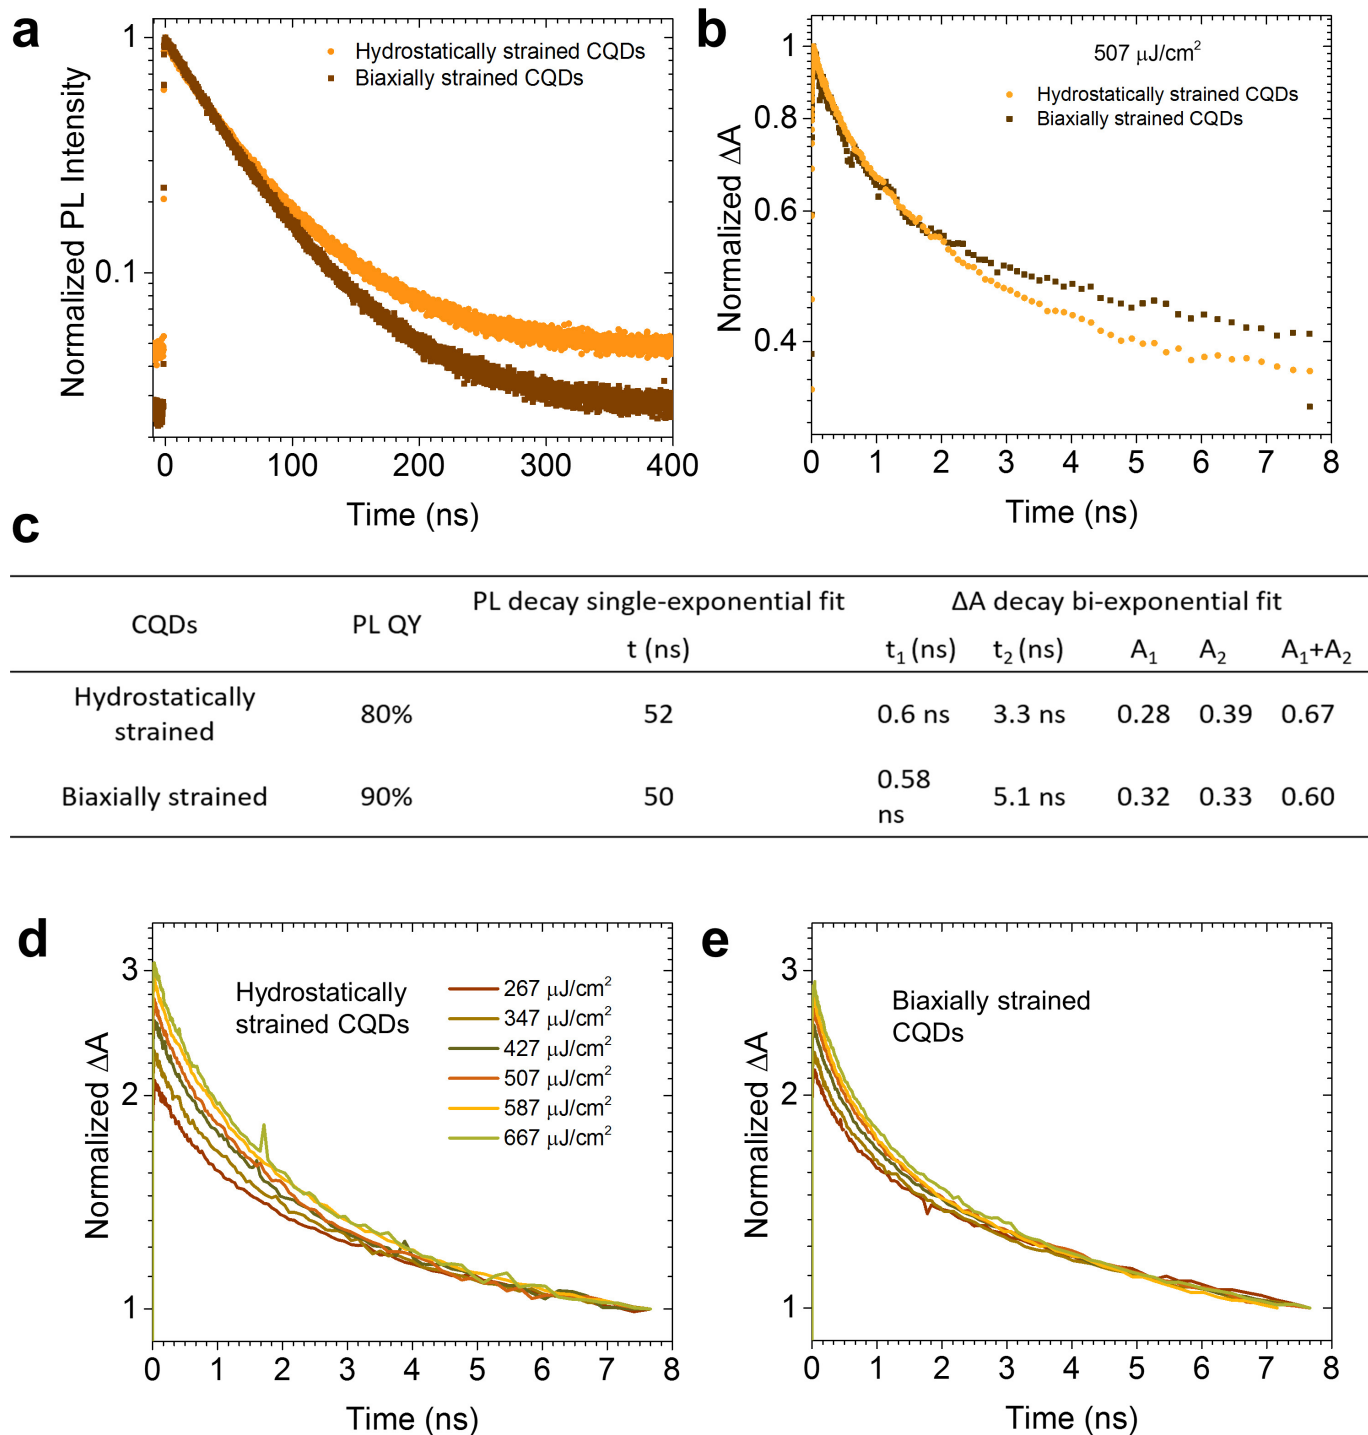 a
1
0.1
Normalized PL Intensity
Hydrostatically strained CQDs
Biaxially strained CQDs
0 100 200 300 400
Time (ns)
b
1
0.8
0.6
0.4
Normalized ΔA
507 μJ/cm²
Hydrostatically strained CQDs
Biaxially strained CQDs
0 1 2 3 4 5 6 7 8
Time (ns)
c
CQDs PL QY PL decay single-exponential fit ΔA decay bi-exponential fit
t (ns) t₁ (ns) t₂ (ns) A₁ A₂ A₁+A₂
Hydrostatically
strained 80% 52 0.6 ns 3.3 ns 0.28 0.39 0.67
Biaxially strained 90% 50 0.58
ns 5.1 ns 0.32 0.33 0.60
d
3
2
1
Normalized ΔA
Hydrostatically
strained CQDs
267 μJ/cm²
347 μJ/cm²
427 μJ/cm²
507 μJ/cm²
587 μJ/cm²
667 μJ/cm²
0 1 2 3 4 5 6 7 8
Time (ns)
e
3
2
1
Normalized ΔA
Biaxially strained
CQDs
0 1 2 3 4 5 6 7 8
Time (ns)